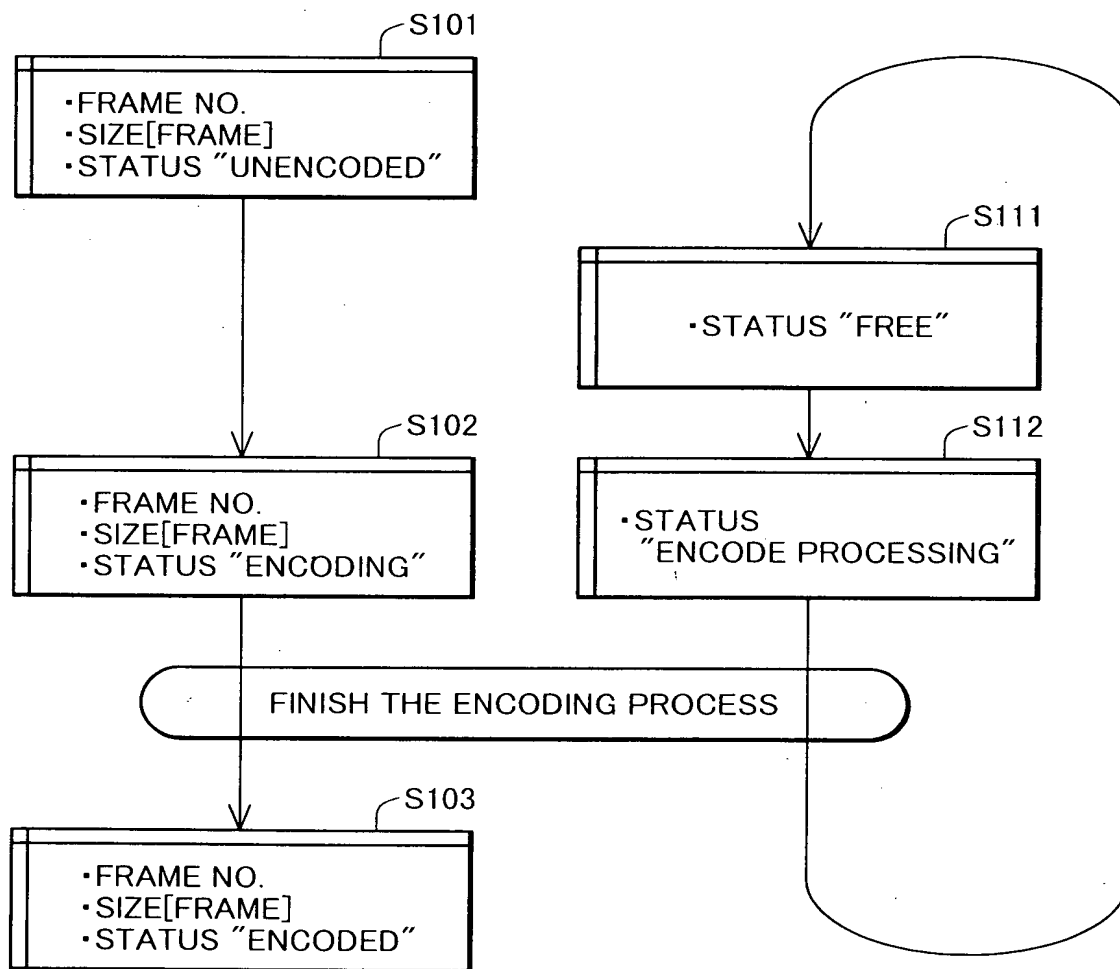 S101
·FRAME NO.
·SIZE[FRAME]
·STATUS "UNENCODED"
S111
·STATUS "FREE"
S102
·FRAME NO.
·SIZE[FRAME]
·STATUS "ENCODING"
S112
·STATUS
"ENCODE PROCESSING"
FINISH THE ENCODING PROCESS
S103
·FRAME NO.
·SIZE[FRAME]
·STATUS "ENCODED"